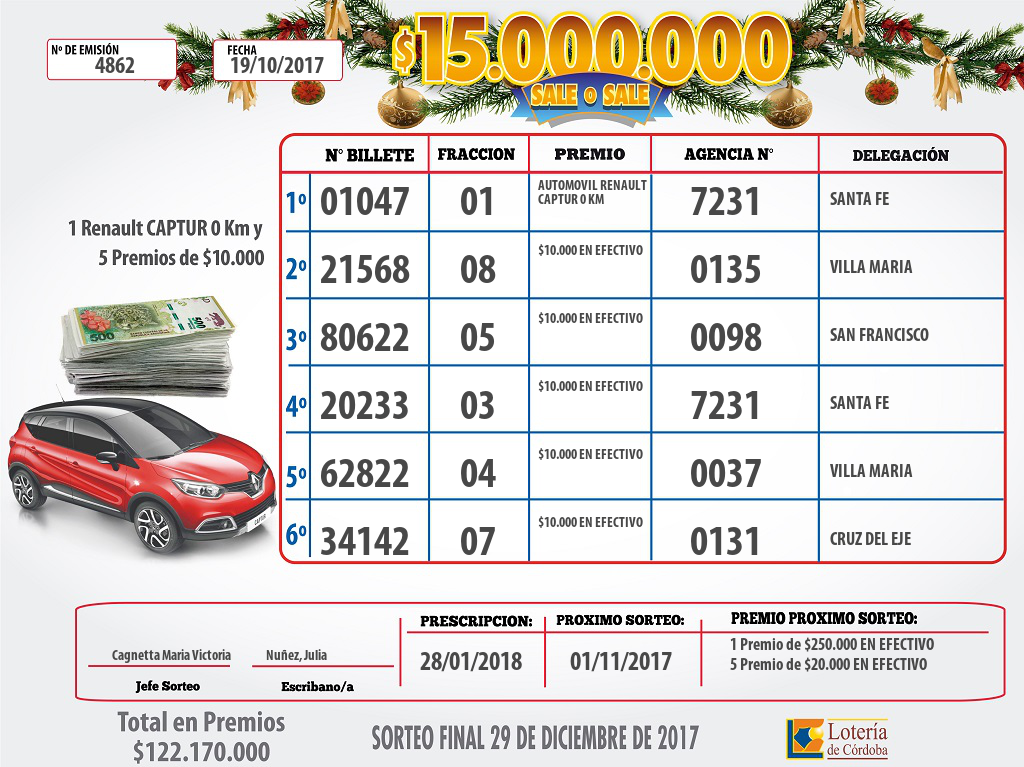 $15.000.000
SALE O SALE
Nº DE EMISIÓN
4862
FECHA
19/10/2017
N° BILLETE FRACCION PREMIO AGENCIA N° DELEGACIÓN
1º 01047 01 AUTOMOVIL RENAULT CAPTUR 0 KM 7231 SANTA FE
2º 21568 08 $10.000 EN EFECTIVO 0135 VILLA MARIA
3º 80622 05 $10.000 EN EFECTIVO 0098 SAN FRANCISCO
4º 20233 03 $10.000 EN EFECTIVO 7231 SANTA FE
5º 62822 04 $10.000 EN EFECTIVO 0037 VILLA MARIA
6º 34142 07 $10.000 EN EFECTIVO 0131 CRUZ DEL EJE
1 Renault CAPTUR 0 Km y
5 Premios de $10.000
500
CAPTUR
Cagnetta Maria Victoria
Jefe Sorteo
Nuñez, Julia
Escribano/a
PRESCRIPCION:
28/01/2018
PROXIMO SORTEO:
01/11/2017
PREMIO PROXIMO SORTEO:
1 Premio de $250.000 EN EFECTIVO
5 Premio de $20.000 EN EFECTIVO
Total en Premios
$122.170.000
SORTEO FINAL 29 DE DICIEMBRE DE 2017
Lotería
de Córdoba